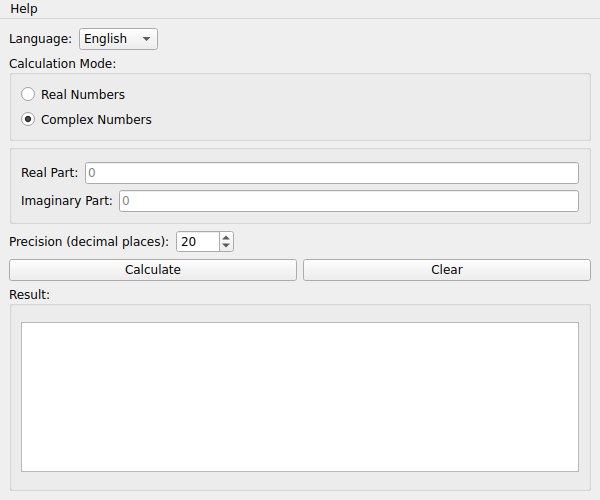 Help
Language: English
Calculation Mode:
Real Numbers
Complex Numbers
Real Part: 0
Imaginary Part: 0
Precision (decimal places): 20
Calculate Clear
Result: